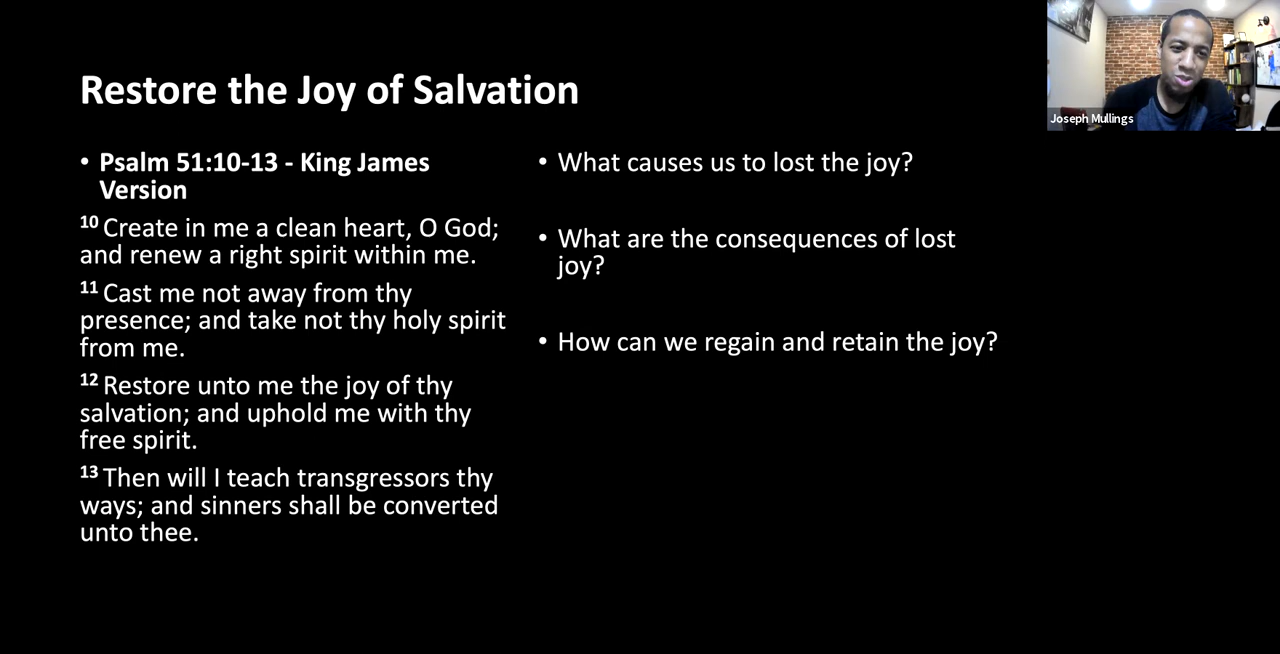 Restore the Joy of Salvation
• Psalm 51:10-13 - King James
Version
10 Create in me a clean heart, O God;
and renew a right spirit within me.
11 Cast me not away from thy
presence; and take not thy holy spirit
from me.
12 Restore unto me the joy of thy
salvation; and uphold me with thy
free spirit.
13 Then will I teach transgressors thy
ways; and sinners shall be converted
unto thee.
• What causes us to lost the joy?
• What are the consequences of lost
joy?
• How can we regain and retain the joy?
Joseph Mullings